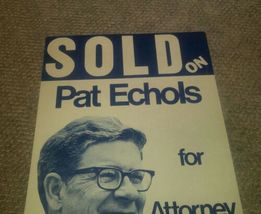 SOLD ON
Pat Echols
for
Attorney